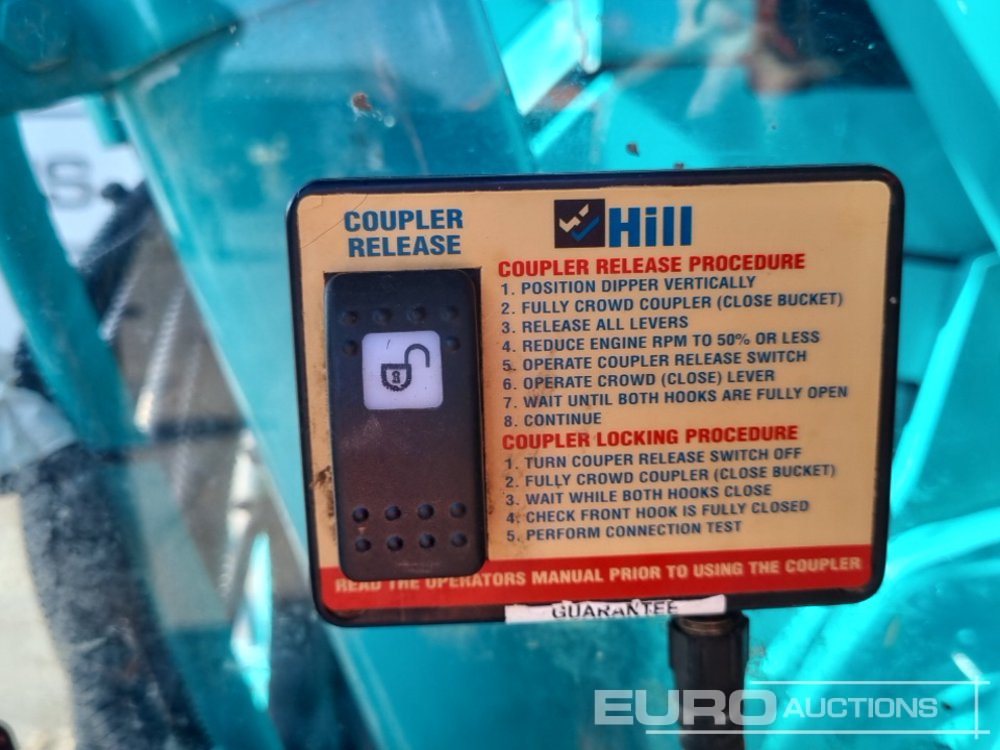 COUPLER
RELEASE
Hill
COUPLER RELEASE PROCEDURE
1. POSITION DIPPER VERTICALLY
2. FULLY CROWD COUPLER (CLOSE BUCKET)
3. RELEASE ALL LEVERS
4. REDUCE ENGINE RPM TO 50% OR LESS
5. OPERATE COUPLER RELEASE SWITCH
6. OPERATE CROWD (CLOSE) LEVER
7. WAIT UNTIL BOTH HOOKS ARE FULLY OPEN
8. CONTINUE
COUPLER LOCKING PROCEDURE
1. TURN COUPER RELEASE SWITCH OFF
2. FULLY CROWD COUPLER (CLOSE BUCKET)
3. WAIT WHILE BOTH HOOKS CLOSE
4. CHECK FRONT HOOK IS FULLY CLOSED
5. PERFORM CONNECTION TEST
READ THE OPERATORS MANUAL PRIOR TO USING THE COUPLER
GUARANTEE
EURO AUCTIONS